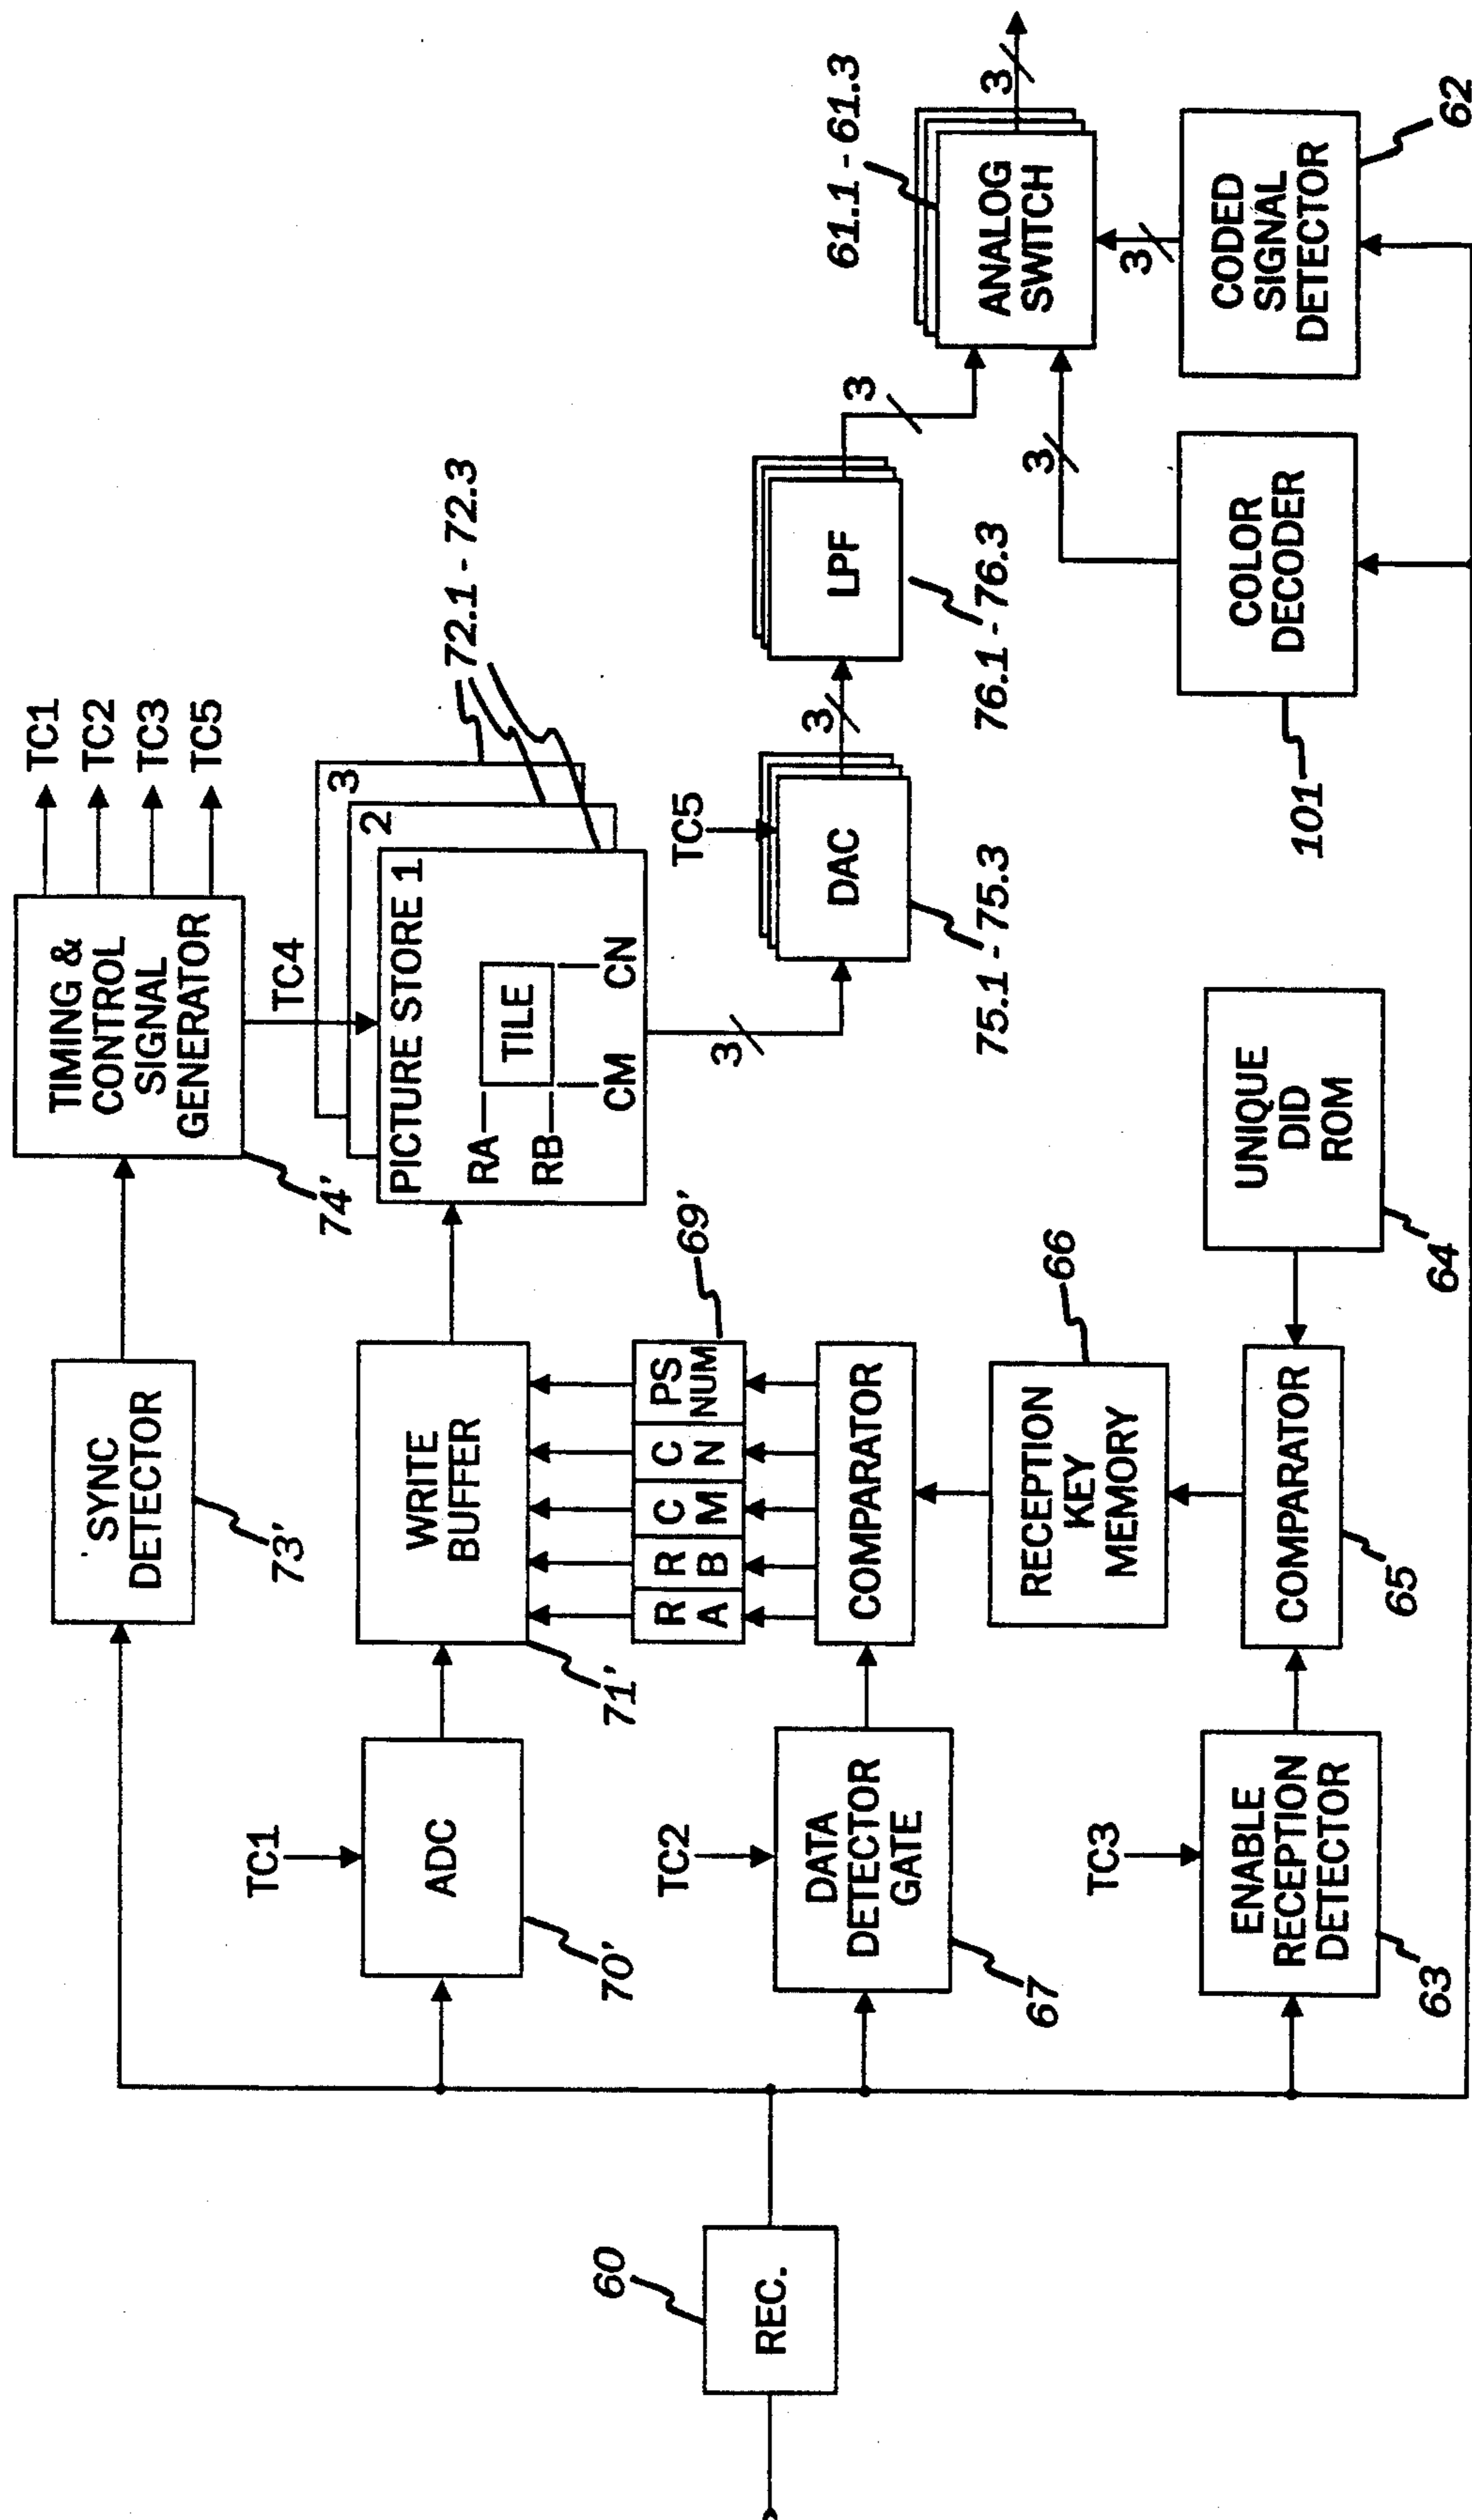 60
REC.
SYNC
DETECTOR
73'
TIMING &
CONTROL
SIGNAL
GENERATOR
74'
TC1
TC2
TC3
TC5
TC4
TC1
ADC
70'
WRITE
BUFFER
71'
PICTURE STORE 1
2
3
RA
RB
TILE
CM
CN
72.1 - 72.3
R A
R B
C M
C N
PS NUM
69'
TC2
DATA
DETECTOR
GATE
67
COMPARATOR
RECEPTION
KEY
MEMORY
66
TC3
ENABLE
RECEPTION
DETECTOR
63
COMPARATOR
65
UNIQUE
DID
ROM
64
3
TC5
DAC
75.1 - 75.3
3
LPF
76.1 - 76.3
3
61.1 - 61.3
ANALOG
SWITCH
3
3
3
COLOR
DECODER
101
CODED
SIGNAL
DETECTOR
62